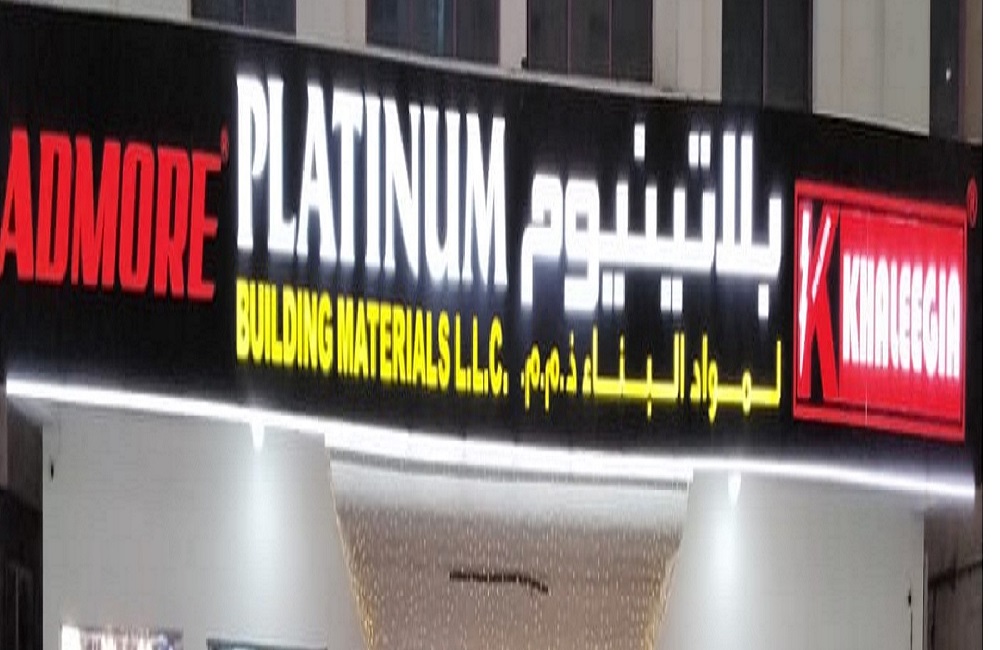 ADMORE®
PLATINUM
BUILDING MATERIALS L.L.C.
بلاتينيوم
لمواد البناء ذ.م.م.
K KHALEEGIA ®